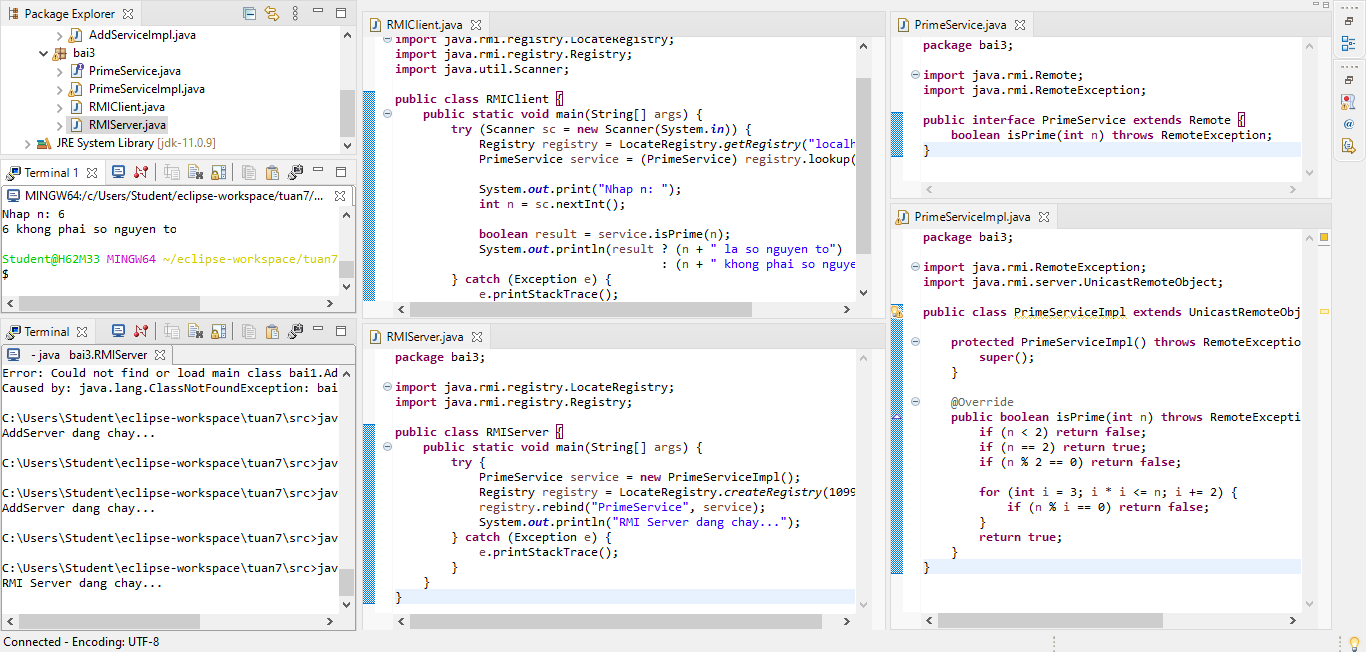 Package Explorer
AddServiceImpl.java
bai3
PrimeService.java
PrimeServiceImpl.java
RMIClient.java
RMIServer.java
JRE System Library [jdk-11.0.9]
Terminal 1
MINGW64:/c/Users/Student/eclipse-workspace/tuan7/...
Nhap n: 6
6 khong phai so nguyen to
Student@H62M33 MINGW64 ~/eclipse-workspace/tuan7
$
Terminal
- java   bai3.RMIServer
Error: Could not find or load main class bai1.Ad
Caused by: java.lang.ClassNotFoundException: bai
C:\Users\Student\eclipse-workspace\tuan7\src>jav
AddServer dang chay...
C:\Users\Student\eclipse-workspace\tuan7\src>jav
C:\Users\Student\eclipse-workspace\tuan7\src>jav
AddServer dang chay...
C:\Users\Student\eclipse-workspace\tuan7\src>jav
C:\Users\Student\eclipse-workspace\tuan7\src>jav
RMI Server dang chay...
RMIClient.java
import java.rmi.registry.LocateRegistry;
import java.rmi.registry.Registry;
import java.util.Scanner;
public class RMIClient {
public static void main(String[] args) {
try (Scanner sc = new Scanner(System.in)) {
Registry registry = LocateRegistry.getRegistry("localh
PrimeService service = (PrimeService) registry.lookup(
System.out.print("Nhap n: ");
int n = sc.nextInt();
boolean result = service.isPrime(n);
System.out.println(result ? (n + " la so nguyen to")
: (n + " khong phai so nguye
} catch (Exception e) {
e.printStackTrace();
RMIServer.java
package bai3;
import java.rmi.registry.LocateRegistry;
import java.rmi.registry.Registry;
public class RMIServer {
public static void main(String[] args) {
try {
PrimeService service = new PrimeServiceImpl();
Registry registry = LocateRegistry.createRegistry(1099
registry.rebind("PrimeService", service);
System.out.println("RMI Server dang chay...");
} catch (Exception e) {
e.printStackTrace();
}
}
}
PrimeService.java
package bai3;
import java.rmi.Remote;
import java.rmi.RemoteException;
public interface PrimeService extends Remote {
boolean isPrime(int n) throws RemoteException;
}
PrimeServiceImpl.java
package bai3;
import java.rmi.RemoteException;
import java.rmi.server.UnicastRemoteObject;
public class PrimeServiceImpl extends UnicastRemoteObj
protected PrimeServiceImpl() throws RemoteExceptio
super();
}
@Override
public boolean isPrime(int n) throws RemoteExcepti
if (n < 2) return false;
if (n == 2) return true;
if (n % 2 == 0) return false;
for (int i = 3; i * i <= n; i += 2) {
if (n % i == 0) return false;
}
return true;
}
}
Connected - Encoding: UTF-8